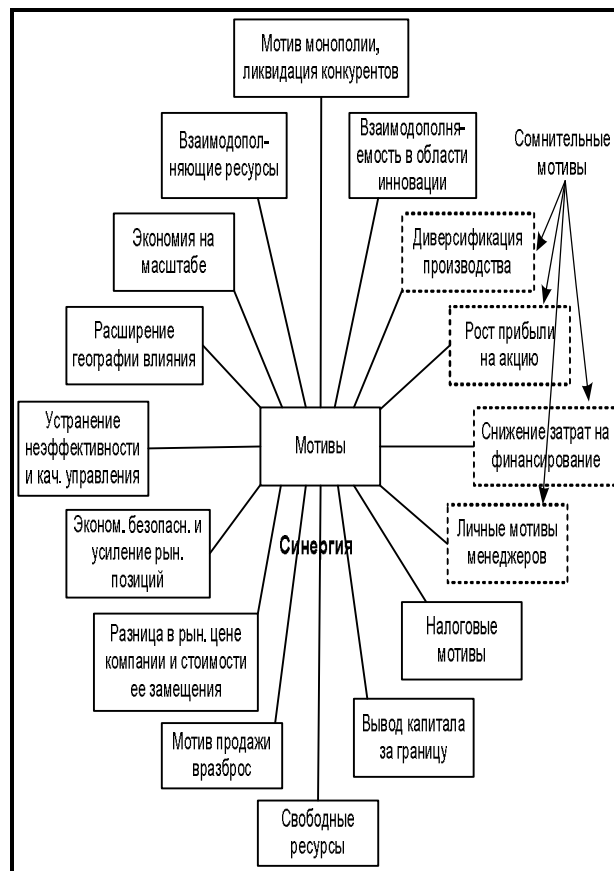 Мотив монополии,
ликвидация конкурентов
Взаимодопол-
няющие ресурсы
Взаимодополня-
емость в области
инновации
Сомнительные
мотивы
Экономия на
масштабе
Диверсификация
производства
Расширение
географии влияния
Рост прибыли
на акцию
Устранение
неэффективности
и кач. управления
Мотивы
Снижение затрат на
финансирование
Эконом. безопасн. и
усиление рын.
позиций
Синергия
Личные мотивы
менеджеров
Разница в рын. цене
компании и стоимости
ее замещения
Налоговые
мотивы
Мотив продажи
вразброс
Вывод капитала
за границу
Свободные
ресурсы